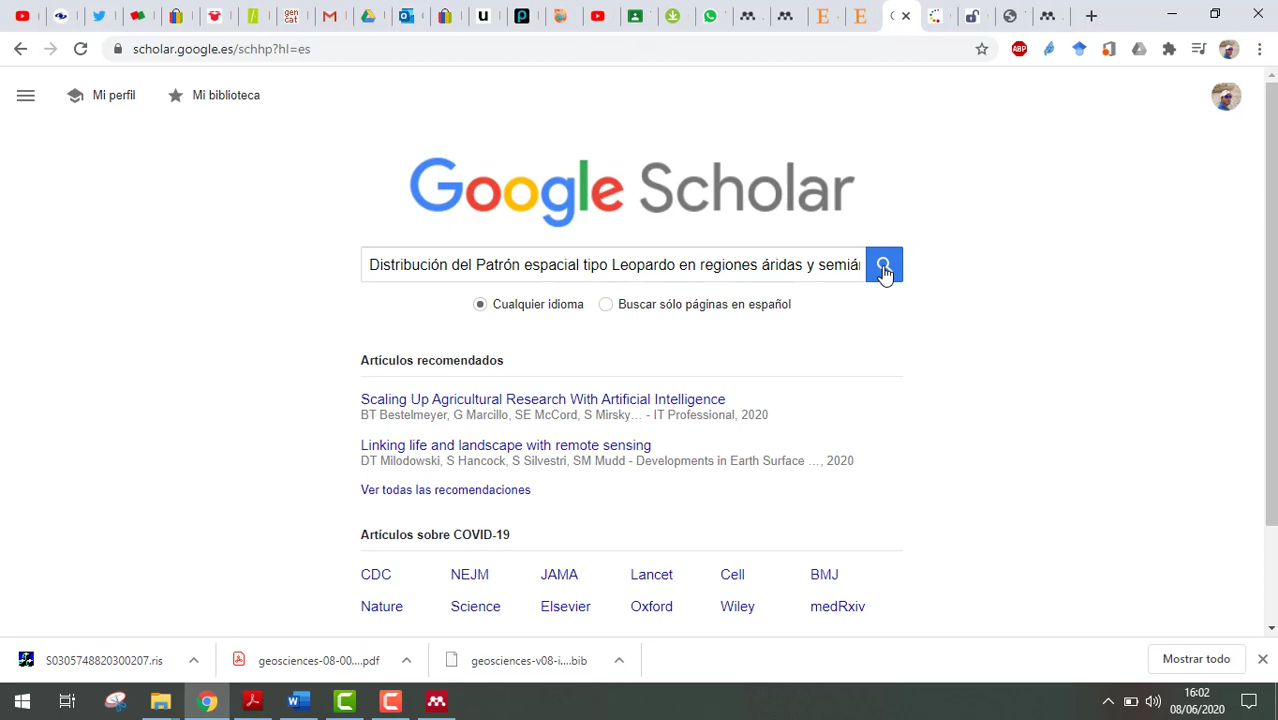 scholar.google.es/schhp?hl=es
ABP
Mi perfil
Mi biblioteca
Google Scholar
Distribución del Patrón espacial tipo Leopardo en regiones áridas y semiár
Cualquier idioma
Buscar sólo páginas en español
Artículos recomendados
Scaling Up Agricultural Research With Artificial Intelligence
BT Bestelmeyer, G Marcillo, SE McCord, S Mirsky… - IT Professional, 2020
Linking life and landscape with remote sensing
DT Milodowski, S Hancock, S Silvestri, SM Mudd - Developments in Earth Surface …, 2020
Ver todas las recomendaciones
Artículos sobre COVID-19
CDC NEJM JAMA Lancet Cell BMJ
Nature Science Elsevier Oxford Wiley medRxiv
S0305748820300207.ris
geosciences-08-00....pdf
geosciences-v08-i....bib
Mostrar todo
16:02
08/06/2020